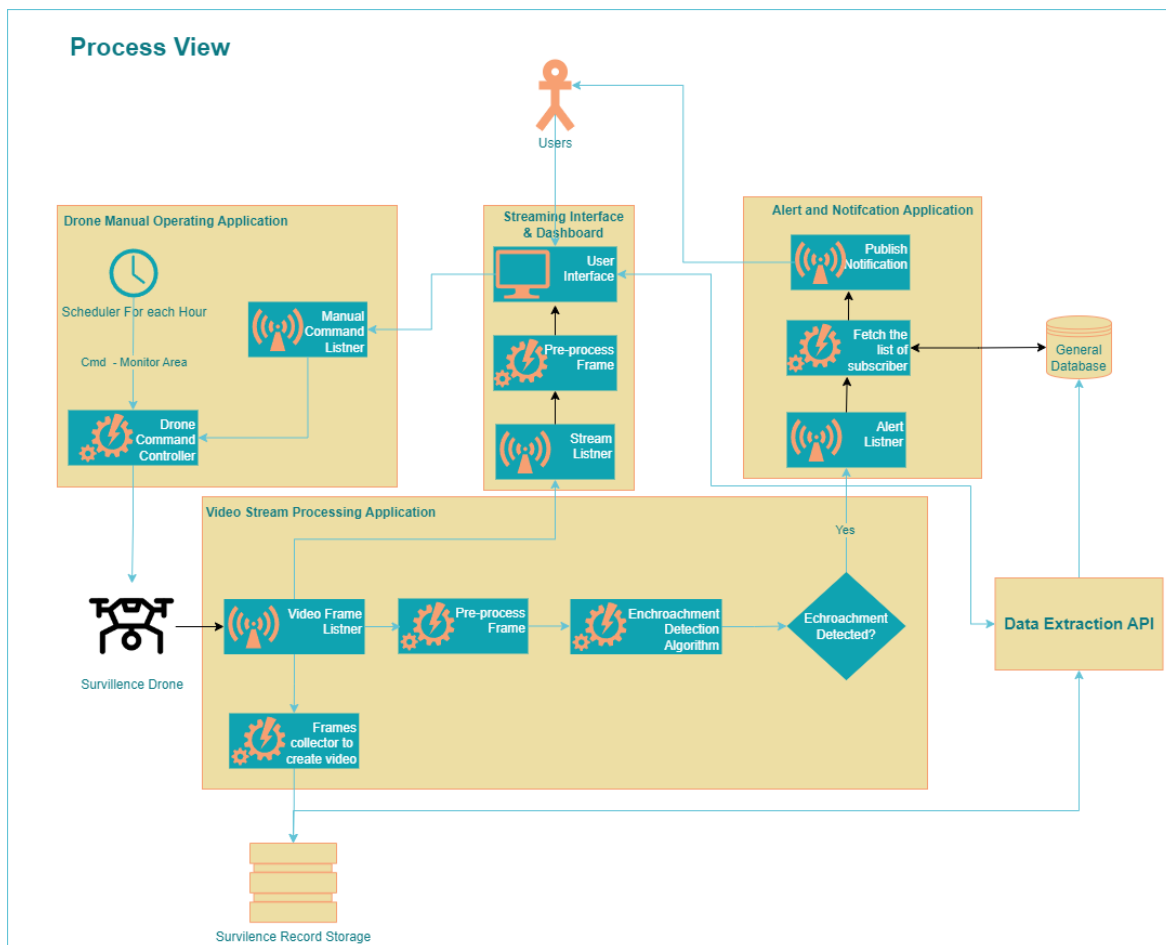 Process View
Users
Drone Manual Operating Application
Scheduler For each Hour
Cmd - Monitor Area
Manual
Command
Listner
Drone
Command
Controller
Streaming Interface
& Dashboard
User
Interface
Pre-process
Frame
Stream
Listner
Alert and Notifcation Application
Publish
Notification
Fetch the
list of
subscriber
Alert
Listner
General
Database
Video Stream Processing Application
Yes
Survillence Drone
Video Frame
Listner
Pre-process
Frame
Enchroachment
Detection
Algorithm
Echroachment
Detected?
Data Extraction API
Frames
collector to
create video
Survilence Record Storage